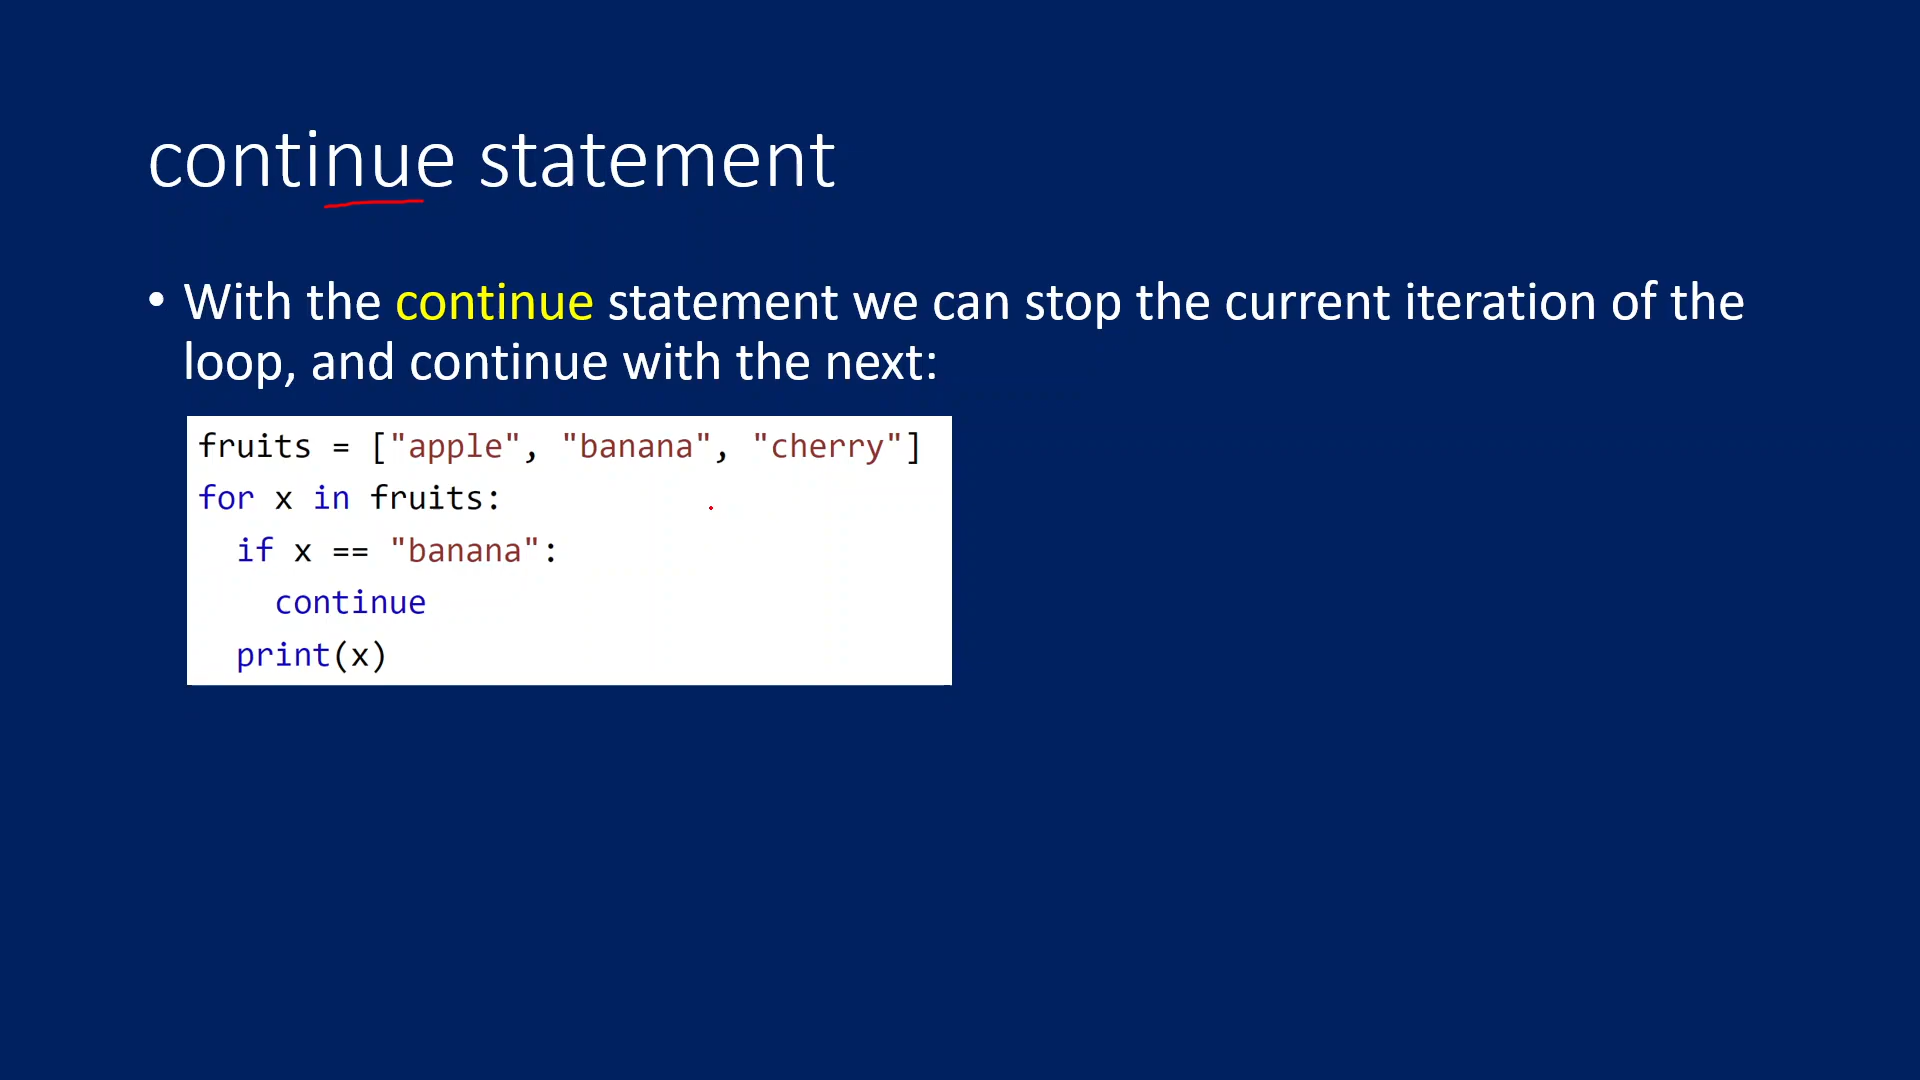 continue statement
• With the continue statement we can stop the current iteration of the
loop, and continue with the next:
fruits = ["apple", "banana", "cherry"]
for x in fruits:
  if x == "banana":
    continue
  print(x)